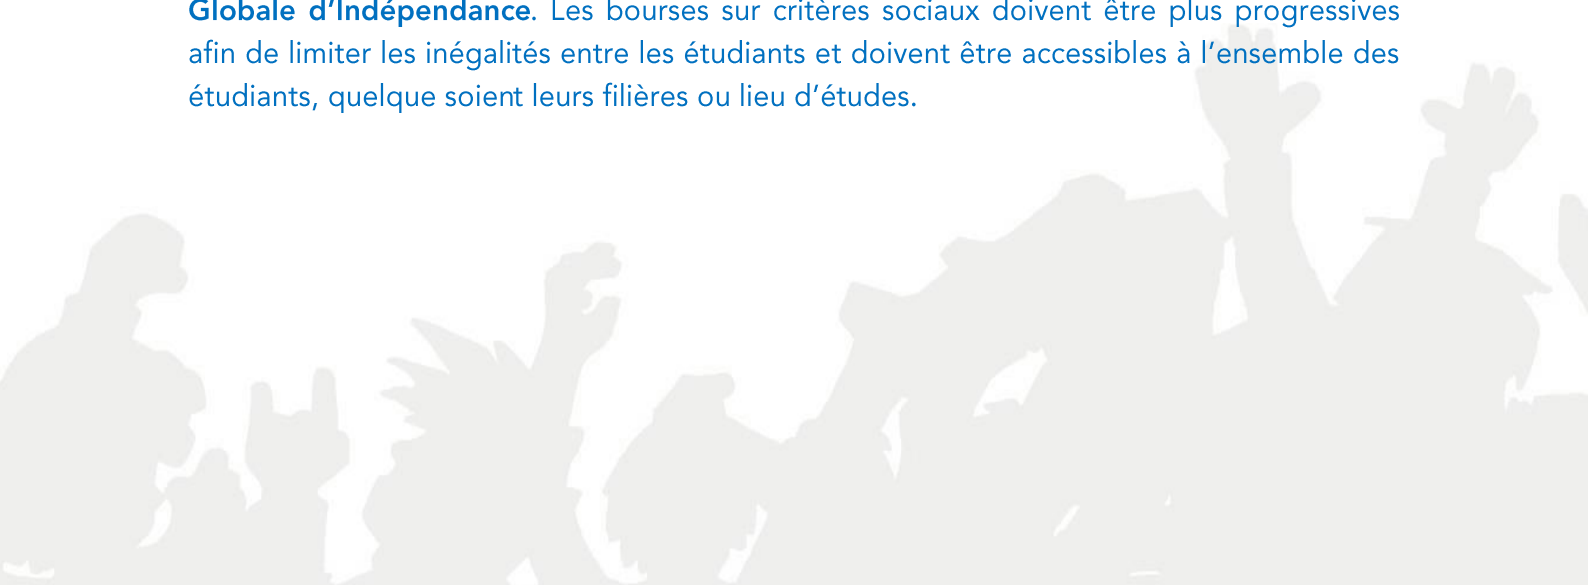 Globale d’Indépendance. Les bourses sur critères sociaux doivent être plus progressives
afin de limiter les inégalités entre les étudiants et doivent être accessibles à l’ensemble des
étudiants, quelque soient leurs filières ou lieu d’études.